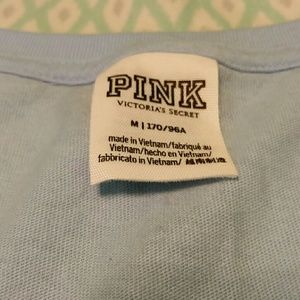 PINK
VICTORIA'S SECRET
M | 170/96A
made in Vietnam/fabriqué au
Vietnam/hecho en Vietnam/
fabbricato in Vietnam/